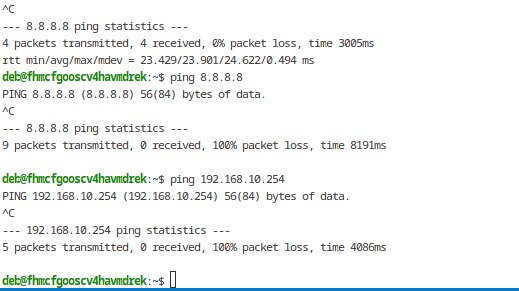 ^C
--- 8.8.8.8 ping statistics ---
4 packets transmitted, 4 received, 0% packet loss, time 3005ms
rtt min/avg/max/mdev = 23.429/23.901/24.622/0.494 ms
deb@fhmcfgooscv4havmdrek:~$ ping 8.8.8.8
PING 8.8.8.8 (8.8.8.8) 56(84) bytes of data.
^C
--- 8.8.8.8 ping statistics ---
9 packets transmitted, 0 received, 100% packet loss, time 8191ms
deb@fhmcfgooscv4havmdrek:~$ ping 192.168.10.254
PING 192.168.10.254 (192.168.10.254) 56(84) bytes of data.
^C
--- 192.168.10.254 ping statistics ---
5 packets transmitted, 0 received, 100% packet loss, time 4086ms
deb@fhmcfgooscv4havmdrek:~$